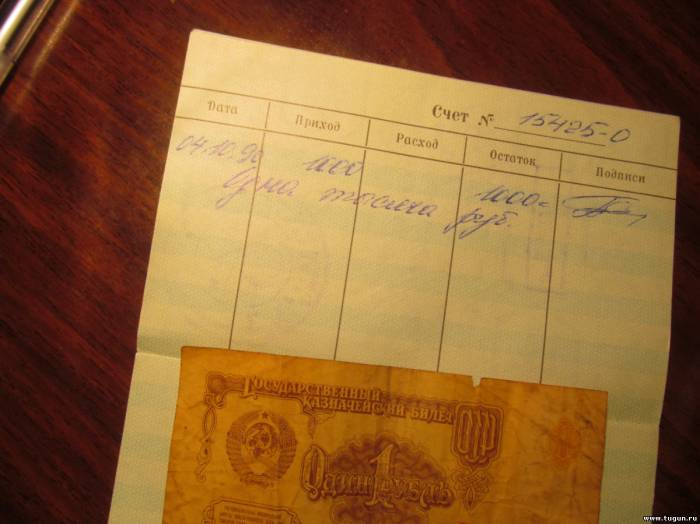 Счет № 15425-0
Дата Приход Расход Остаток Подписи
04.10.90 1000 1000=
Одна тысяча руб.
Государственный
казначейский билет
1
Один рубль
www.tugun.ru